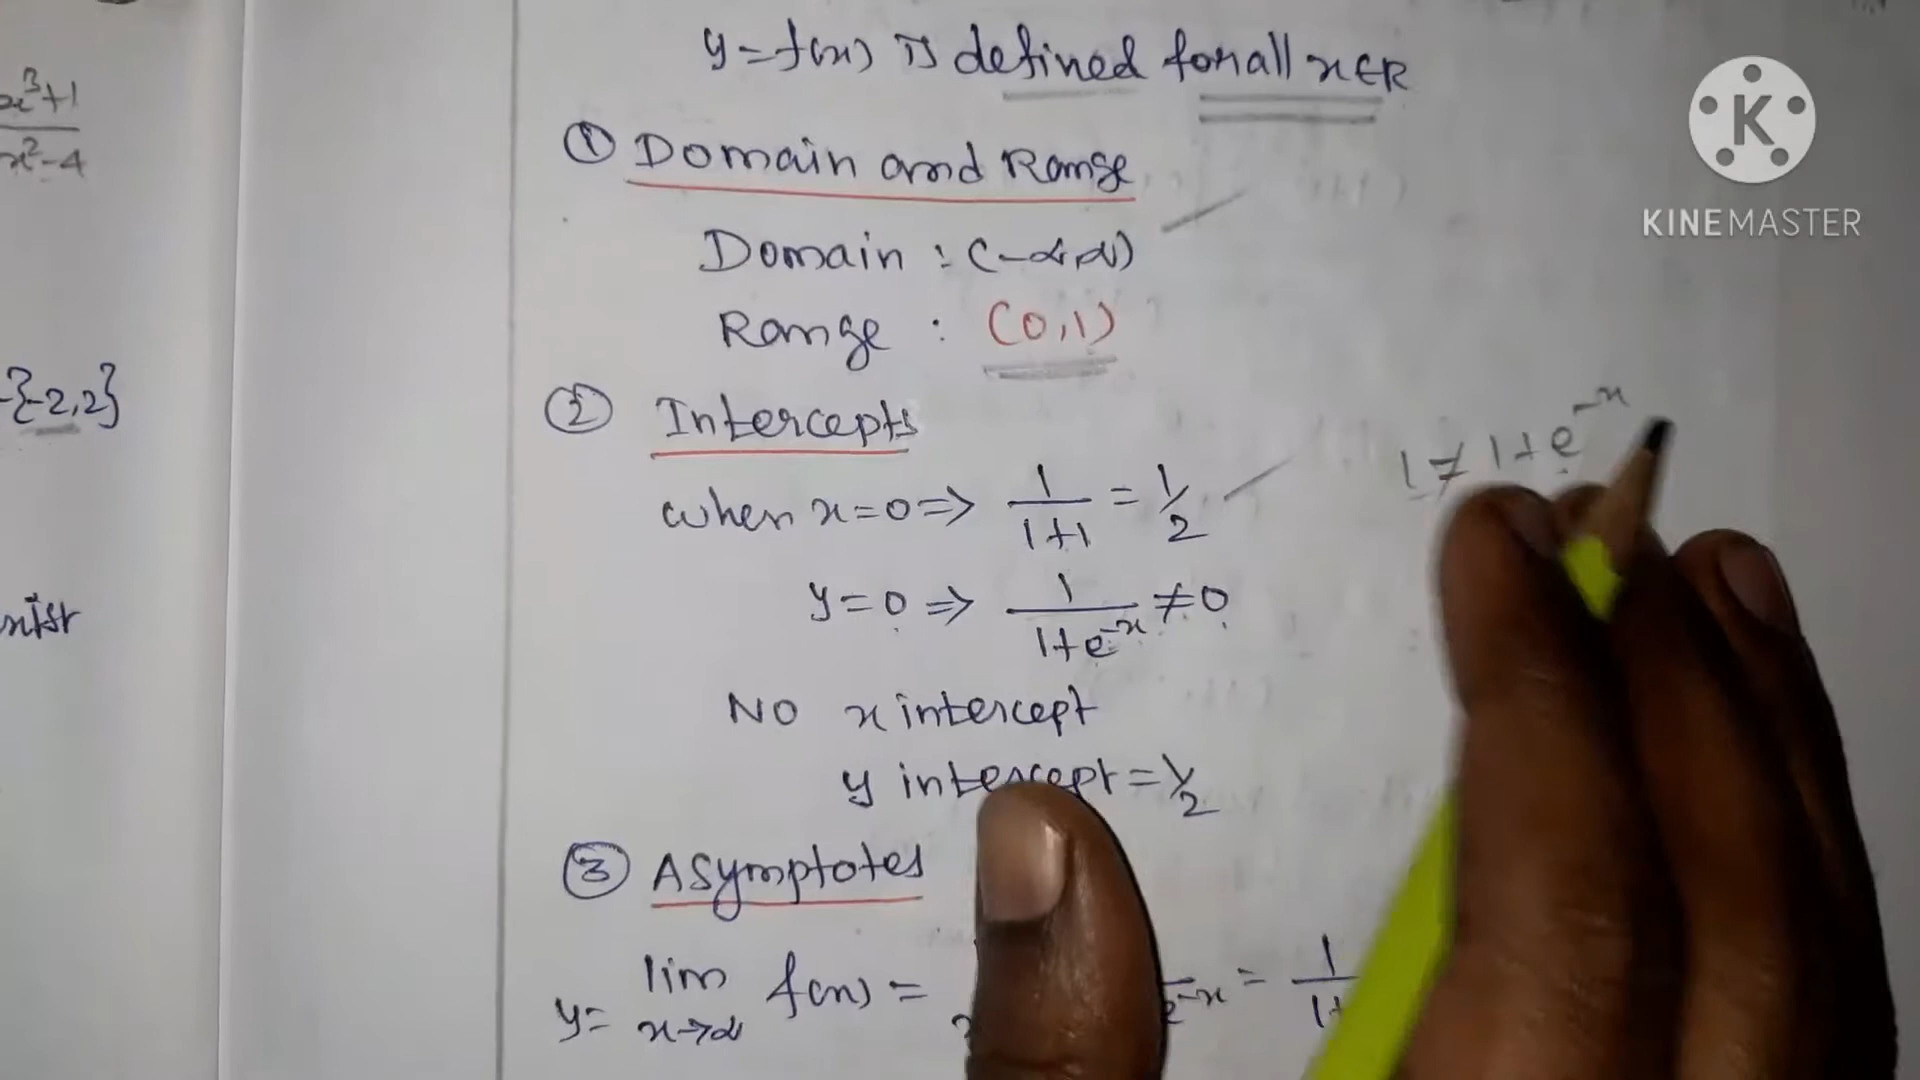 y=f(x) is defined for all x∈R
x³+1
x²-4
① Domain and Range
Domain : (-∝,∝)
Range : (0,1)
-{-2,2}
② Intercepts
1 ≠ 1+e^-x
when x=0 => 1/(1+1) = 1/2
y=0 => 1/(1+e^-x) ≠ 0
No x intercept
y intercept = 1/2
③ Asymptotes
y= lim x→∝ f(x) = e^-x = 1/1+
K
KINEMASTER